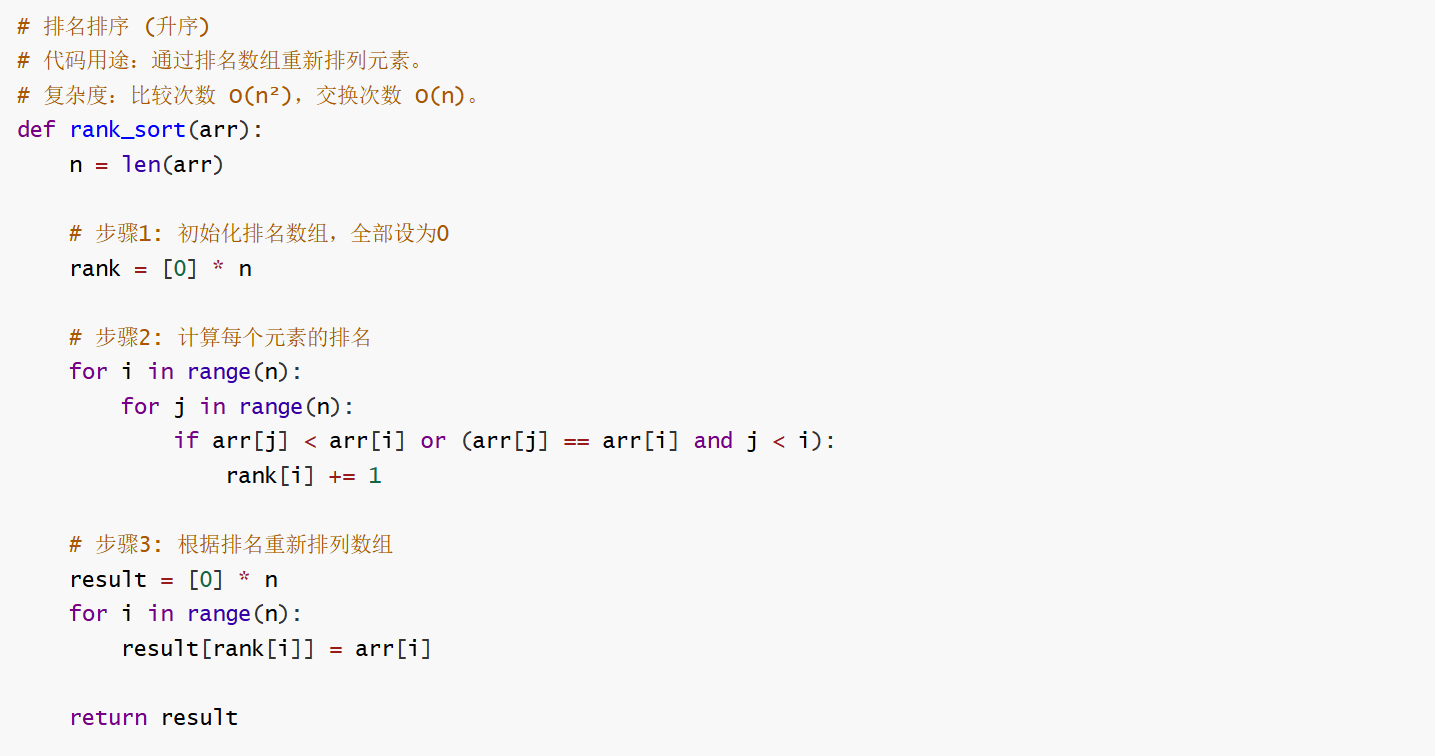 # 排名排序 (升序)
# 代码用途：通过排名数组重新排列元素。
# 复杂度：比较次数 O(n²)，交换次数 O(n)。
def rank_sort(arr):
    n = len(arr)

    # 步骤1: 初始化排名数组，全部设为0
    rank = [0] * n

    # 步骤2: 计算每个元素的排名
    for i in range(n):
        for j in range(n):
            if arr[j] < arr[i] or (arr[j] == arr[i] and j < i):
                rank[i] += 1

    # 步骤3: 根据排名重新排列数组
    result = [0] * n
    for i in range(n):
        result[rank[i]] = arr[i]

    return result